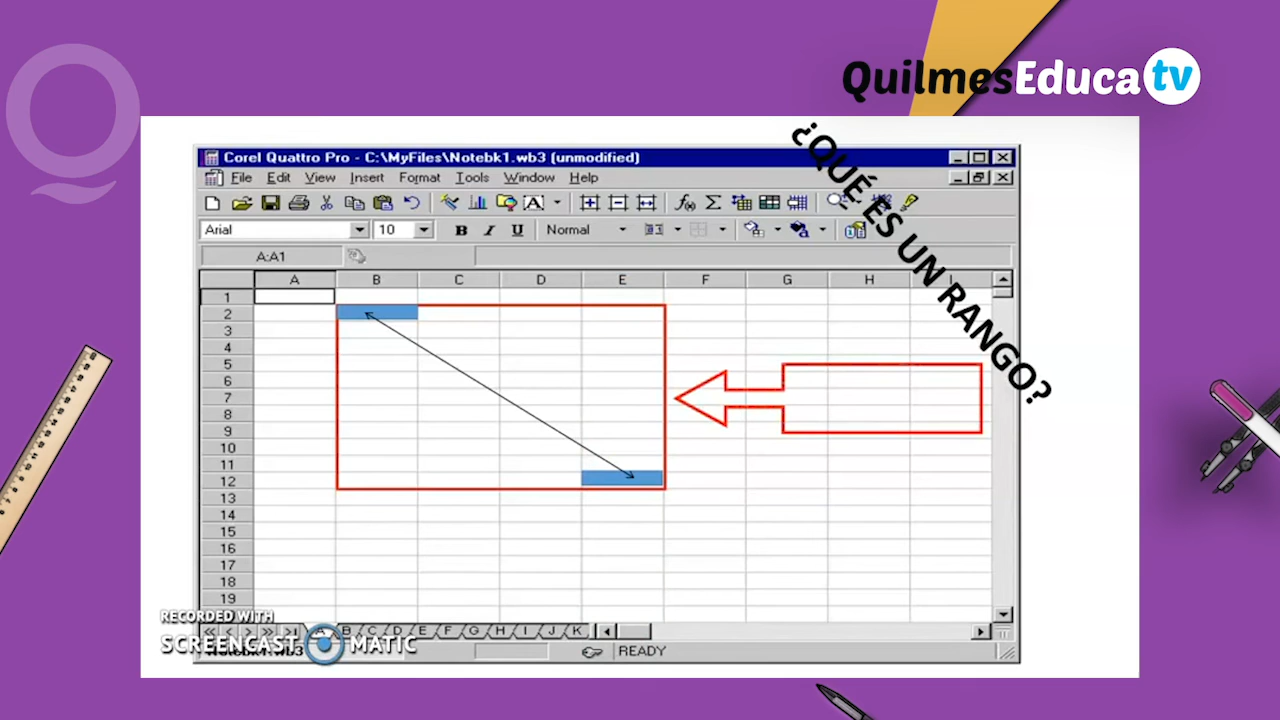 QuilmesEduca tv
¿QUÉ ES UN RANGO?
Corel Quattro Pro - C:\MyFiles\Notebk1.wb3 (unmodified)
File Edit View Insert Format Tools Window Help
Arial 10 B I U Normal
A:A1
A B C D E F G H
1
2
3
4
5
6
7
8
9
10
11
12
13
14
15
16
17
18
19
RECORDED WITH
SCREENCAST MATIC
A B C D E F G H I J K
Notebk1.wb3 READY